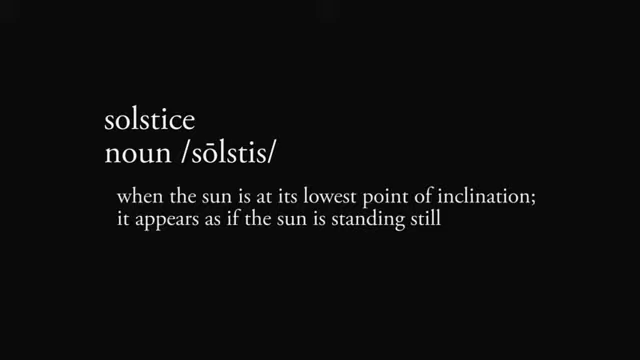 solstice
noun /sōlstis/
when the sun is at its lowest point of inclination;
it appears as if the sun is standing still